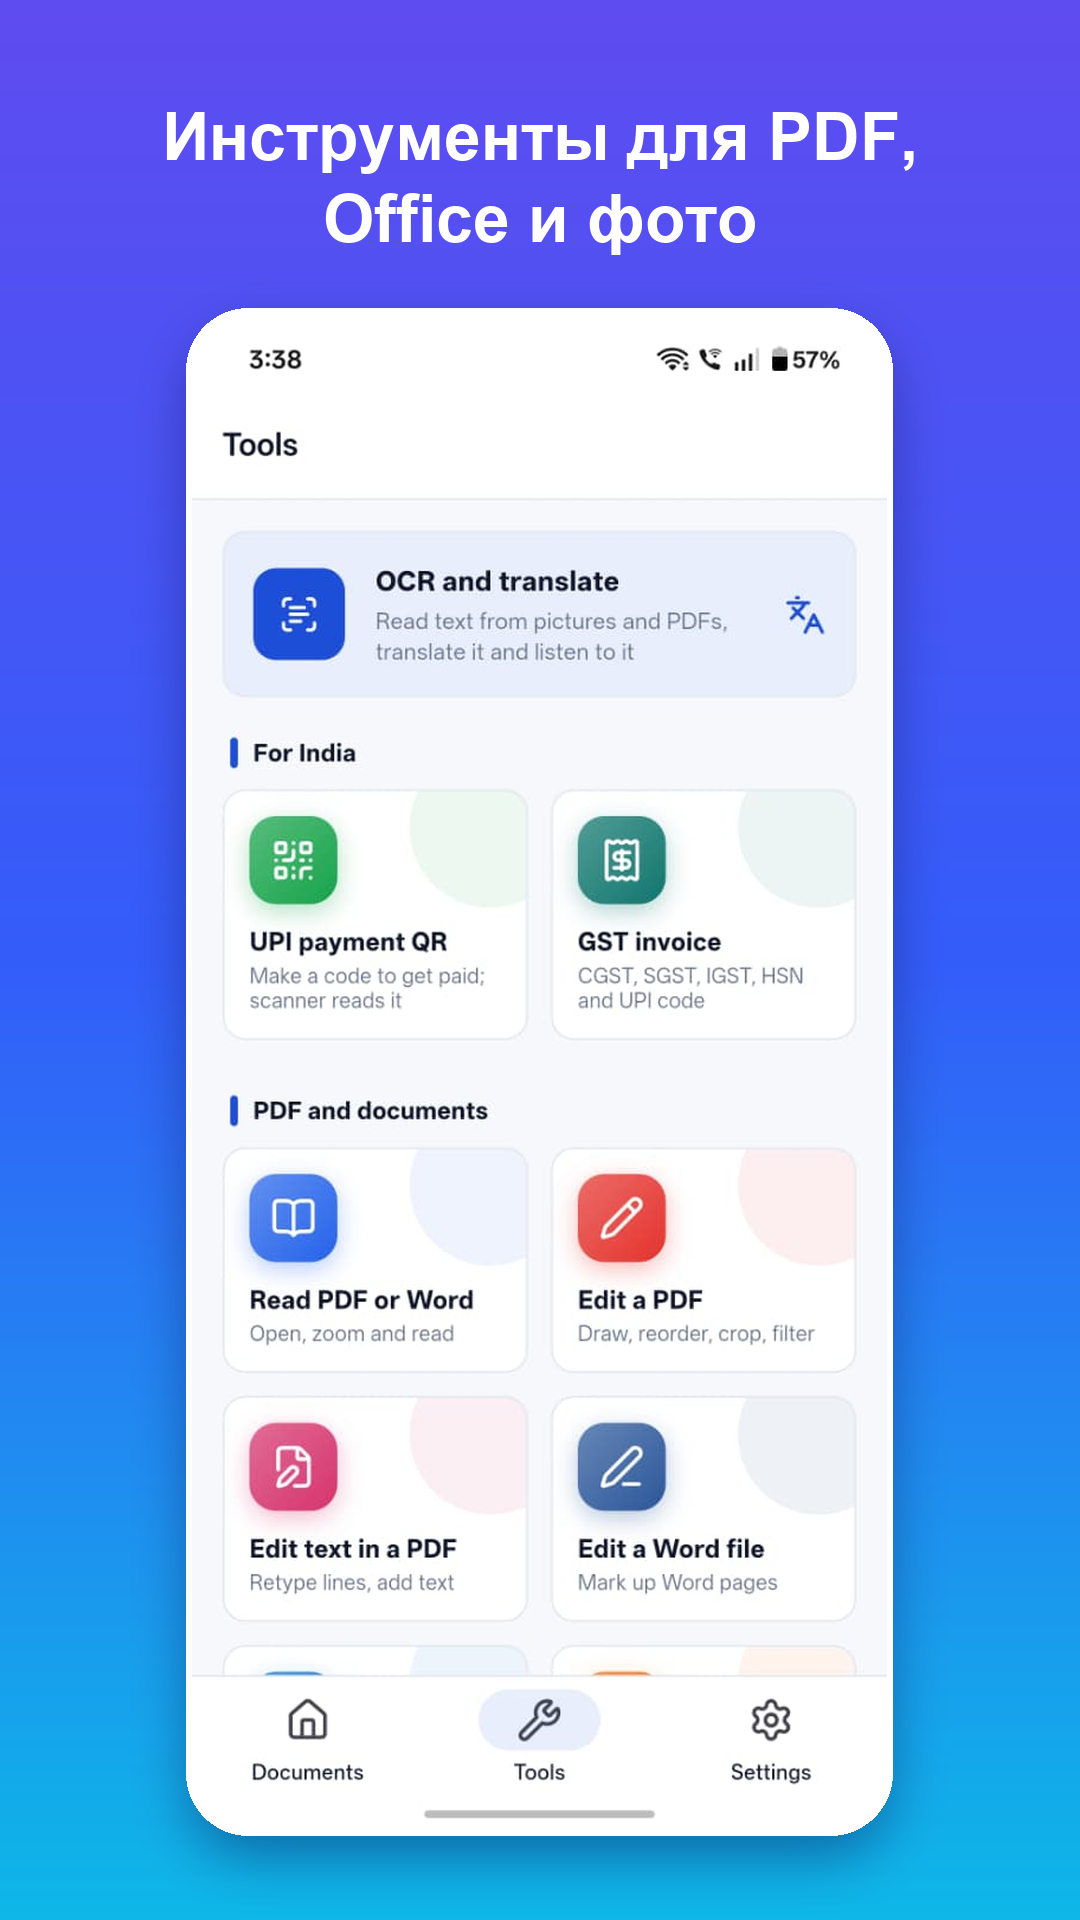 Инструменты для PDF,
Office и фото
3:38
57%
Tools
OCR and translate
Read text from pictures and PDFs,
translate it and listen to it
For India
UPI payment QR
Make a code to get paid;
scanner reads it
GST invoice
CGST, SGST, IGST, HSN
and UPI code
PDF and documents
Read PDF or Word
Open, zoom and read
Edit a PDF
Draw, reorder, crop, filter
Edit text in a PDF
Retype lines, add text
Edit a Word file
Mark up Word pages
Documents
Tools
Settings